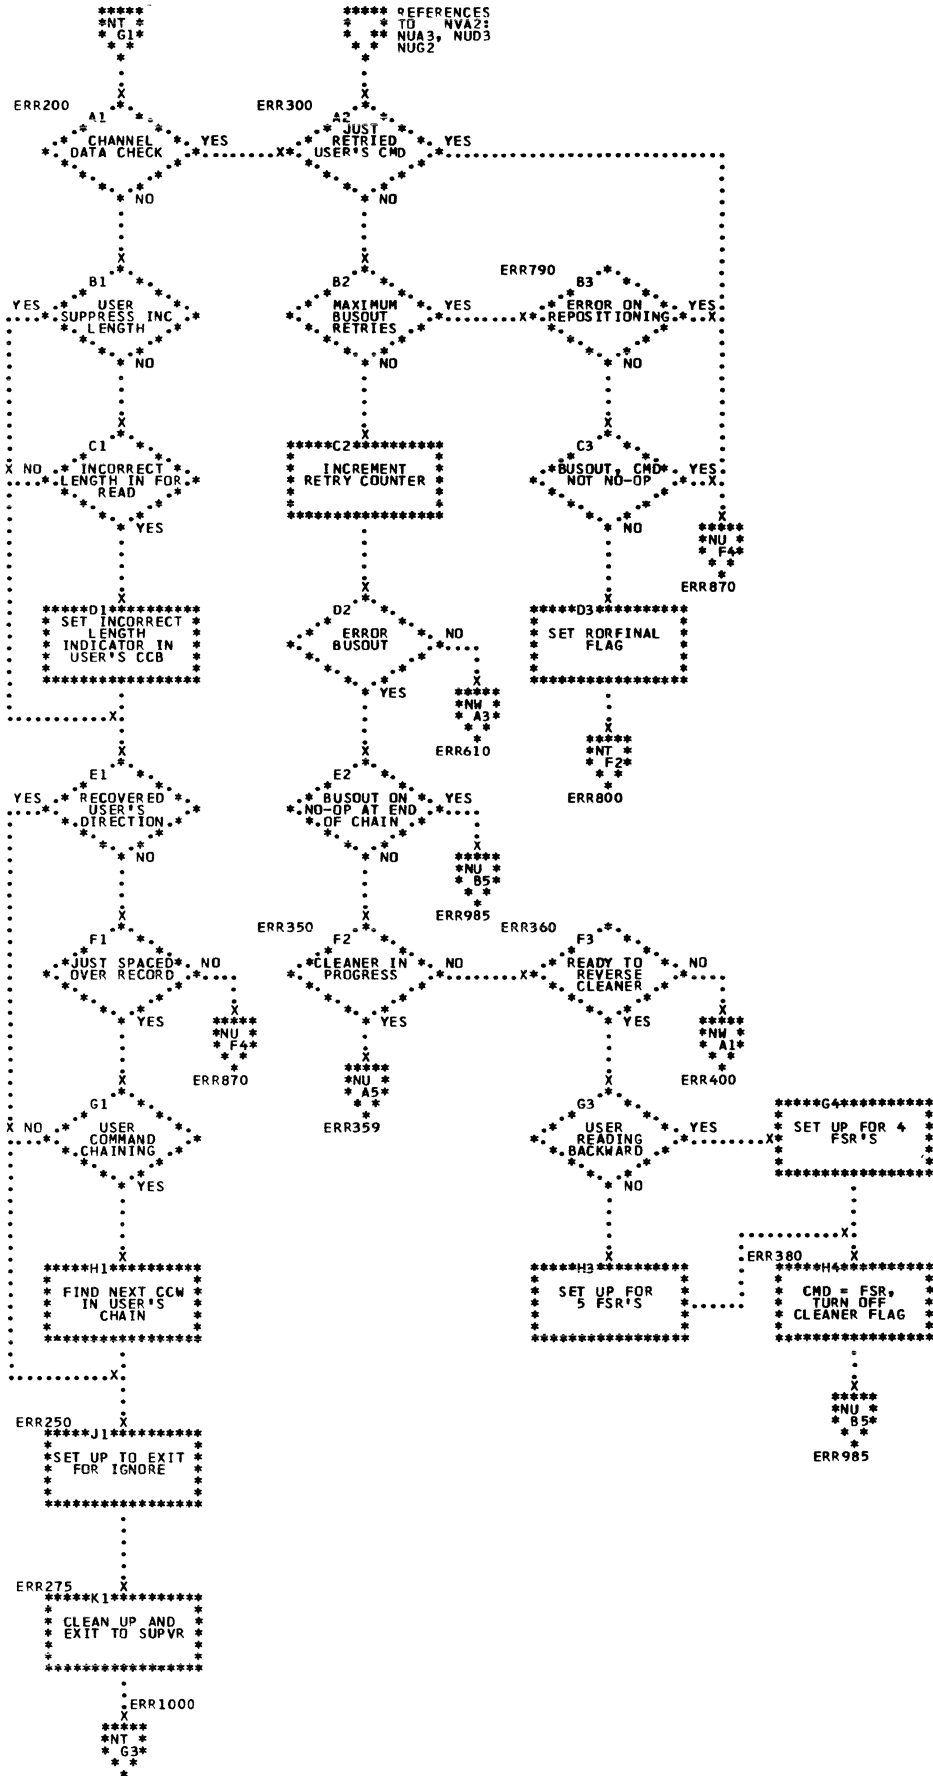 NT
G1
REFERENCES
TO NVA2:
NUA3, NUD3
NUG2
ERR200
A1
CHANNEL
DATA CHECK
YES
NO
ERR300
A2
JUST
RETRIED
USER'S CMD
YES
NO
B1
USER
SUPPRESS INC
LENGTH
YES
NO
B2
MAXIMUM
BUSOUT
RETRIES
YES
NO
ERR790
B3
ERROR ON
REPOSITIONING
YES
NO
C1
INCORRECT
LENGTH IN FOR
READ
NO
YES
C2
INCREMENT
RETRY COUNTER
C3
BUSOUT, CMD
NOT NO-OP
YES
NO
NU
F4
ERR870
D1
SET INCORRECT
LENGTH
INDICATOR IN
USER'S CCB
D2
ERROR
BUSOUT
NO
YES
NW
A3
ERR610
D3
SET RORFINAL
FLAG
NT
F2
ERR800
E1
RECOVERED
USER'S
DIRECTION
YES
NO
E2
BUSOUT ON
NO-OP AT END
OF CHAIN
YES
NO
NU
B5
ERR985
F1
JUST SPACED
OVER RECORD
NO
YES
NU
F4
ERR870
ERR350
F2
CLEANER IN
PROGRESS
NO
YES
NU
A5
ERR359
ERR360
F3
READY TO
REVERSE
CLEANER
NO
YES
NW
A1
ERR400
G1
USER
COMMAND
CHAINING
NO
YES
G3
USER
READING
BACKWARD
YES
NO
G4
SET UP FOR 4
FSR'S
H1
FIND NEXT CCW
IN USER'S
CHAIN
H3
SET UP FOR
5 FSR'S
ERR380
H4
CMD = FSR,
TURN OFF
CLEANER FLAG
NU
B5
ERR985
ERR250
J1
SET UP TO EXIT
FOR IGNORE
ERR275
K1
CLEAN UP AND
EXIT TO SUPVR
ERR1000
NT
G3